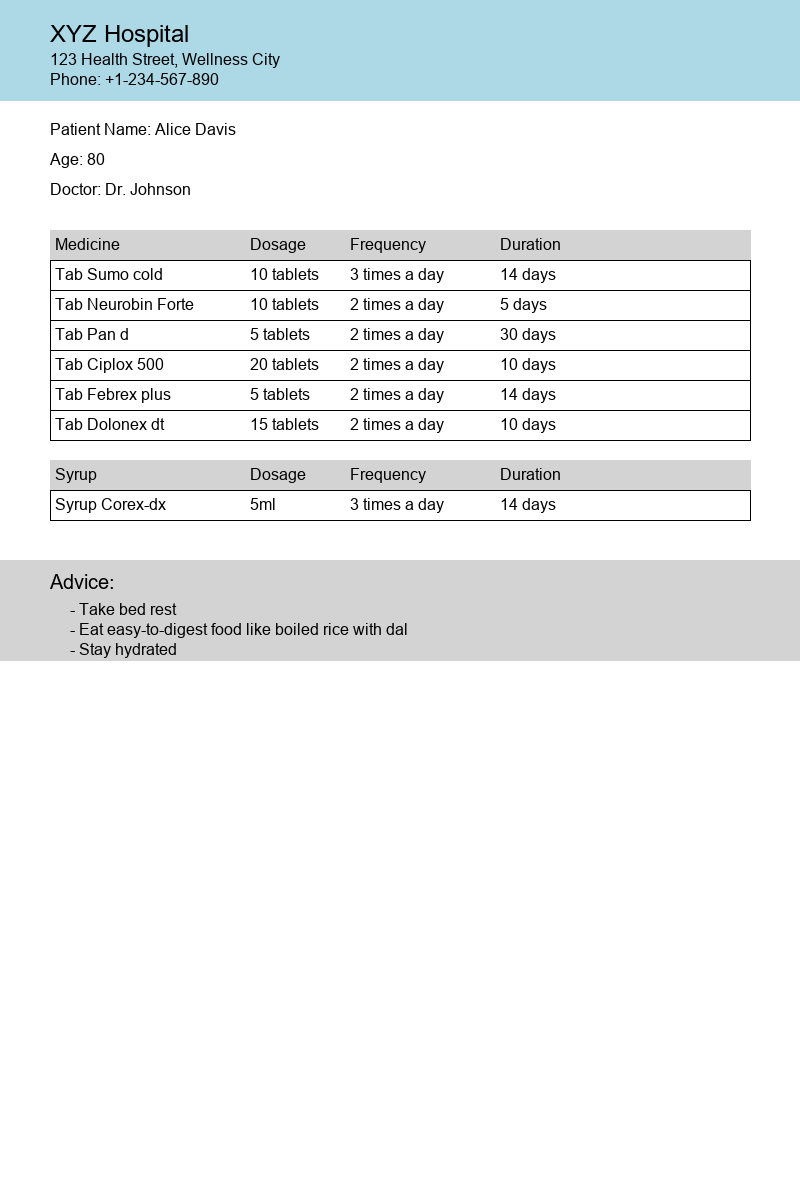 XYZ Hospital
123 Health Street, Wellness City
Phone: +1-234-567-890
Patient Name: Alice Davis
Age: 80
Doctor: Dr. Johnson
Medicine Dosage Frequency Duration
Tab Sumo cold 10 tablets 3 times a day 14 days
Tab Neurobin Forte 10 tablets 2 times a day 5 days
Tab Pan d 5 tablets 2 times a day 30 days
Tab Ciplox 500 20 tablets 2 times a day 10 days
Tab Febrex plus 5 tablets 2 times a day 14 days
Tab Dolonex dt 15 tablets 2 times a day 10 days
Syrup Dosage Frequency Duration
Syrup Corex-dx 5ml 3 times a day 14 days
Advice:
- Take bed rest
- Eat easy-to-digest food like boiled rice with dal
- Stay hydrated